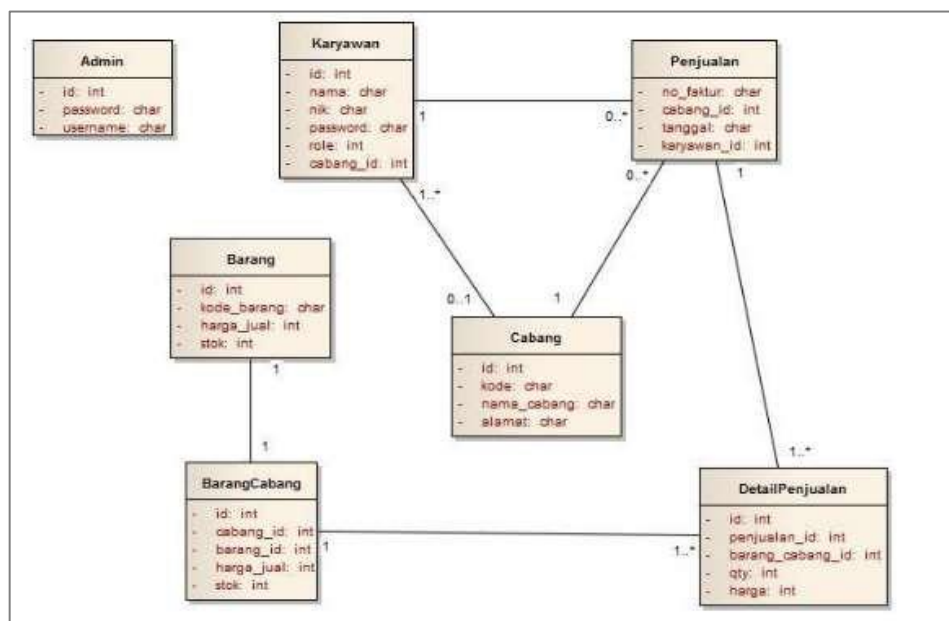 Admin
- id: int
- password: char
- username: char
Karyawan
- id: int
- nama: char
- nik: char
- password: char
- role: int
- cabang_id: int
1
0..*
Penjualan
- no_faktur: char
- cabang_id: int
- tanggal: char
- karyawan_id: int
1..*
0..*
1
Barang
- id: int
- kode_barang: char
- harga_jual: int
- stok: int
0..1
1
Cabang
- id: int
- kode: char
- nama_cabang: char
- alamat: char
1
1
1..*
BarangCabang
- id: int
- cabang_id: int
- barang_id: int
- harga_jual: int
- stok: int
1
1..*
DetailPenjualan
- id: int
- penjualan_id: int
- barang_cabang_id: int
- qty: int
- harga: int